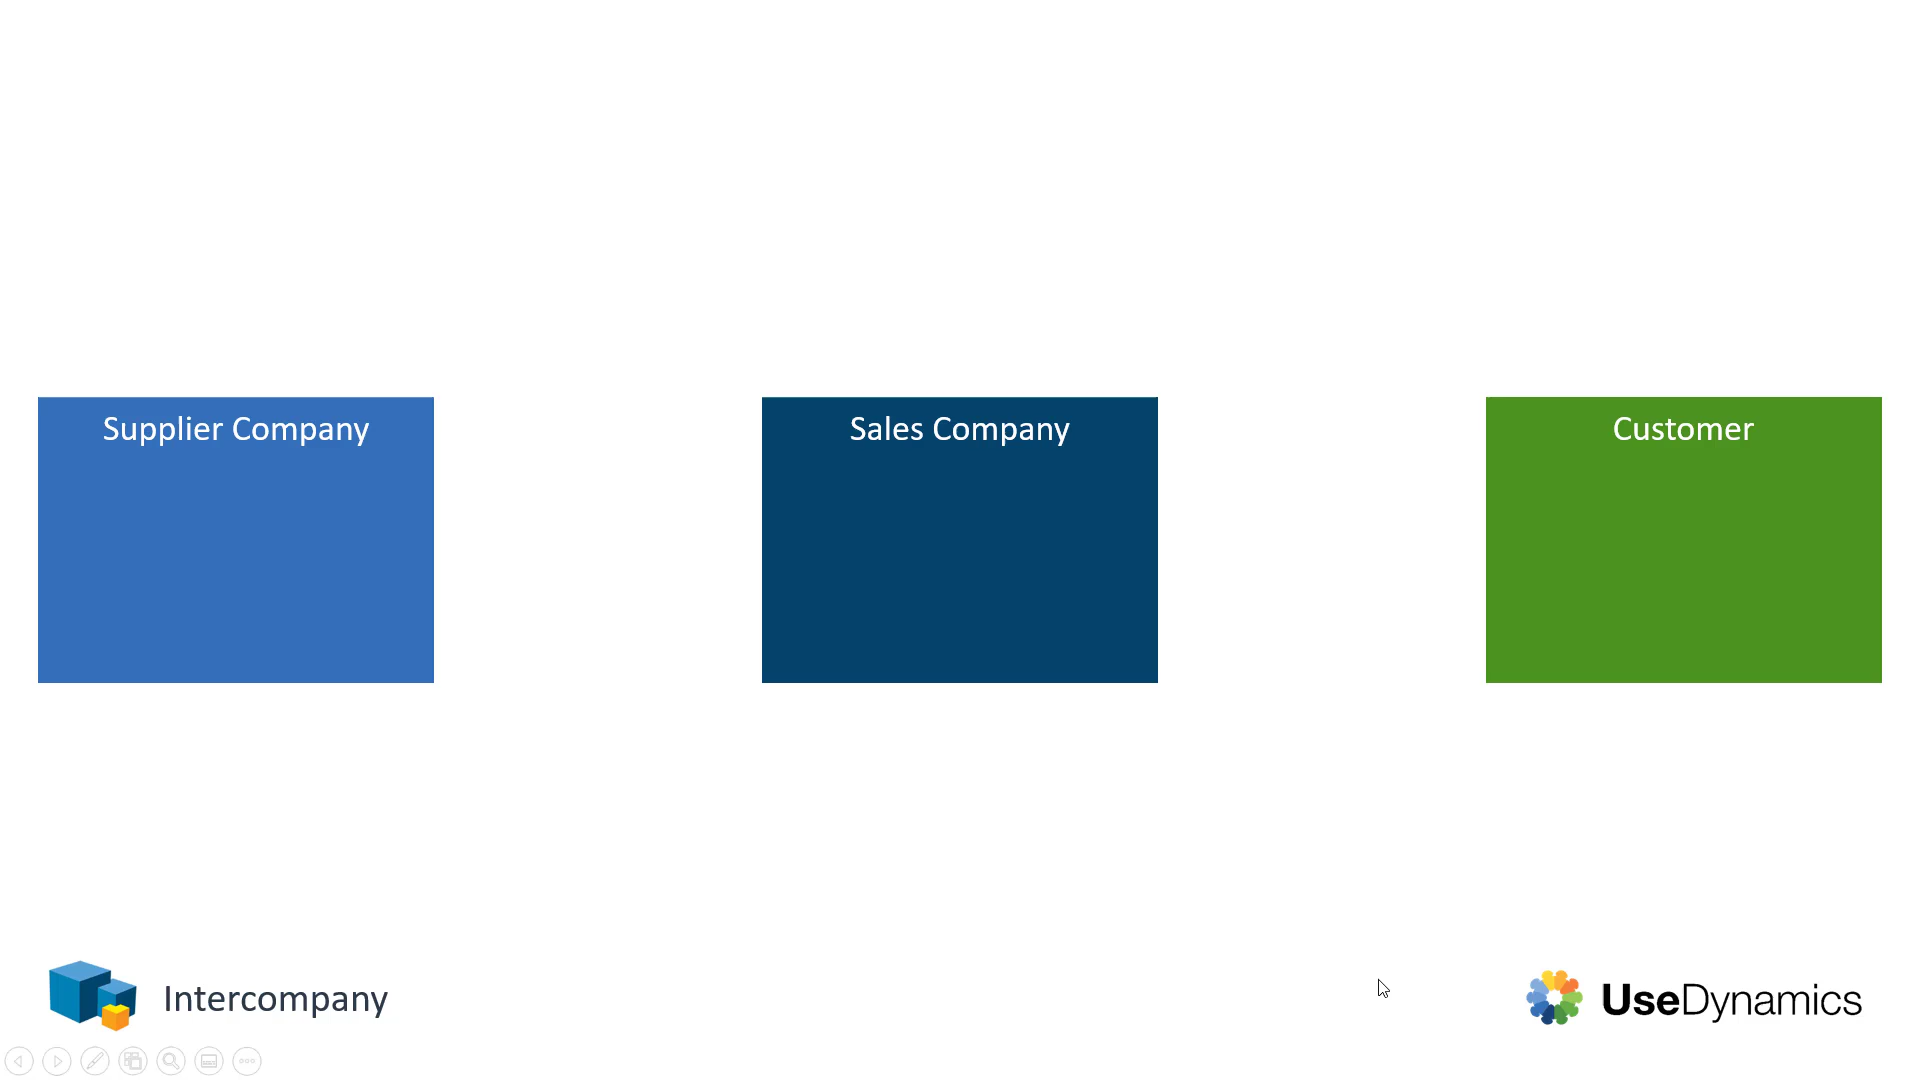 Supplier Company
Sales Company
Customer
Intercompany
UseDynamics